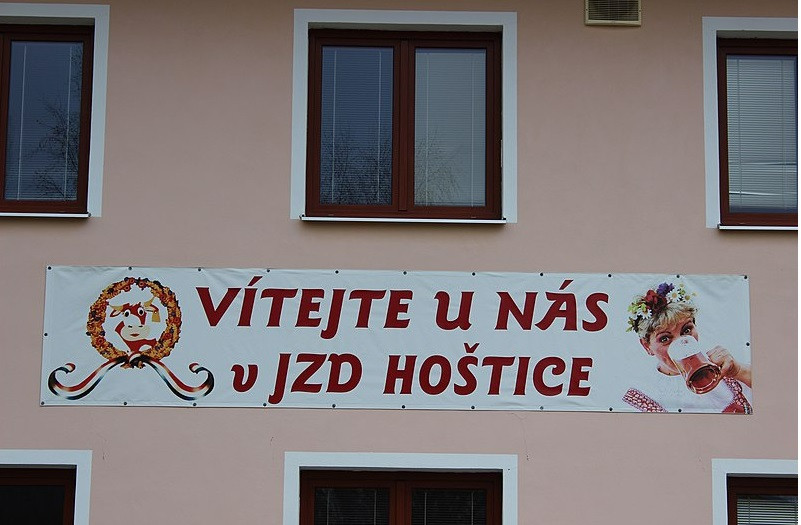 VÍTEJTE U NÁS
v JZD HOŠTICE